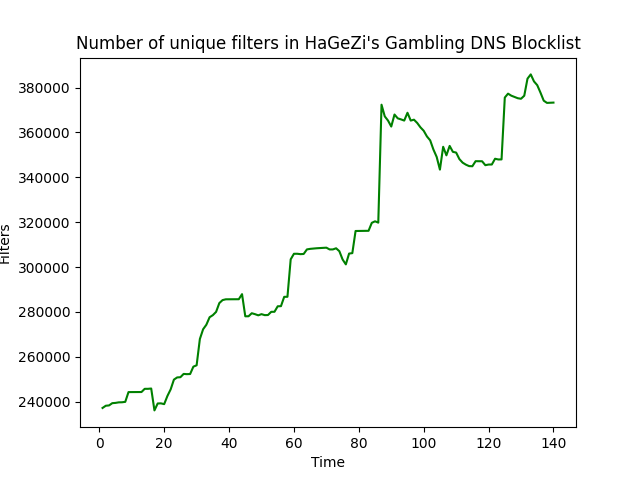 Number of unique filters in HaGeZi's Gambling DNS Blocklist
380000
360000
340000
320000
300000
280000
260000
240000
Filters
0 20 40 60 80 100 120 140
Time